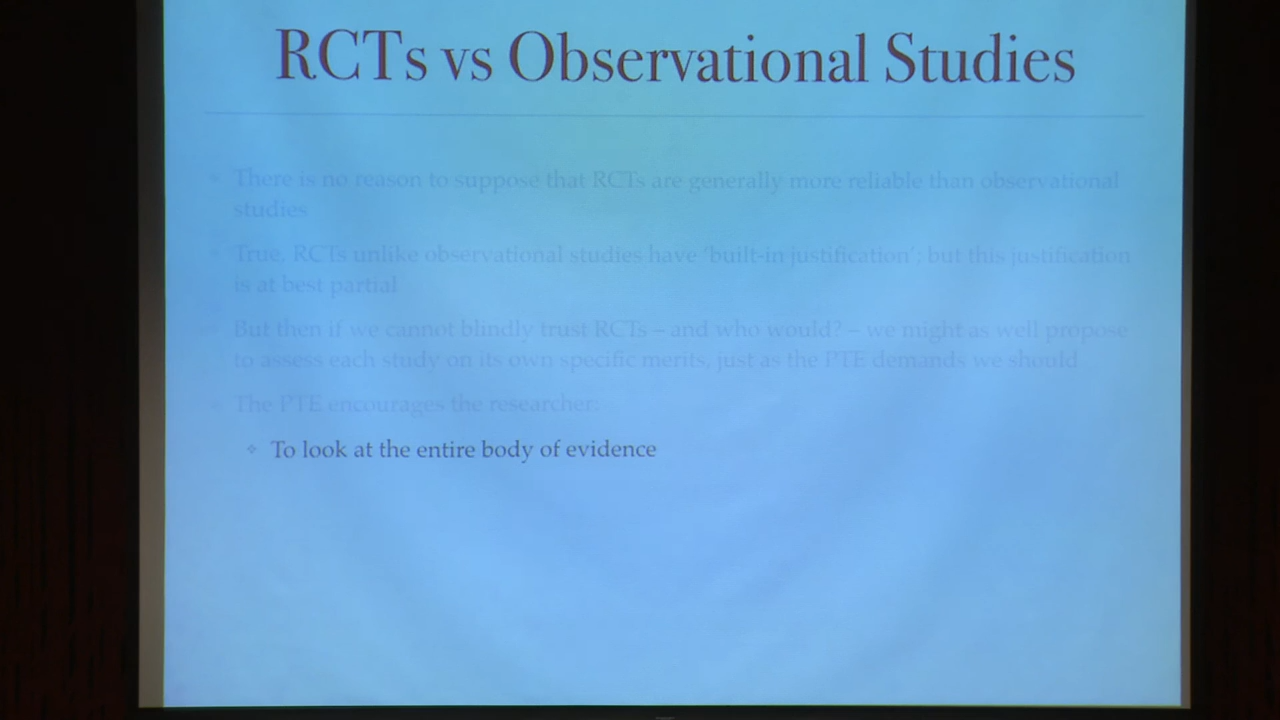 RCTs vs Observational Studies
There is no reason to suppose that RCTs are generally more reliable than observational
studies
True, RCTs unlike observational studies have 'built-in justification'; but this justification
is at best partial
But then if we cannot blindly trust RCTs – and who would? – we might as well propose
to assess each study on its own specific merits, just as the PTE demands we should
The PTE encourages the researcher:
To look at the entire body of evidence